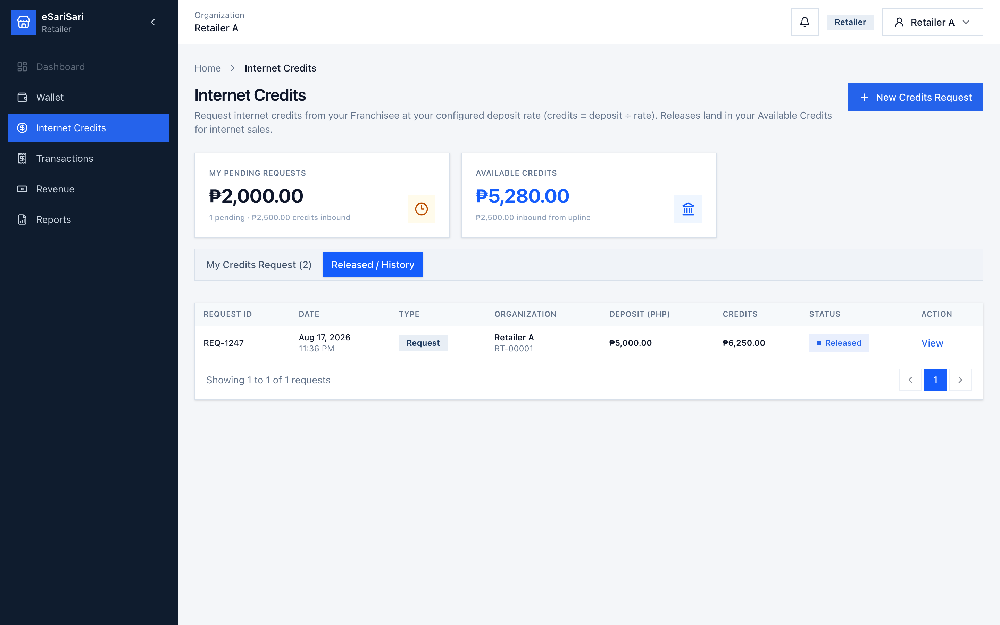 eSariSari
Retailer
Dashboard
Wallet
Internet Credits
Transactions
Revenue
Reports
Organization
Retailer A
Retailer
Retailer A
Home > Internet Credits
Internet Credits
+ New Credits Request
Request internet credits from your Franchisee at your configured deposit rate (credits = deposit ÷ rate). Releases land in your Available Credits
for internet sales.
MY PENDING REQUESTS
₱2,000.00
1 pending · ₱2,500.00 credits inbound
AVAILABLE CREDITS
₱5,280.00
₱2,500.00 inbound from upline
My Credits Request (2)
Released / History
REQUEST ID DATE TYPE ORGANIZATION DEPOSIT (PHP) CREDITS STATUS ACTION
REQ-1247 Aug 17, 2026 Request Retailer A ₱5,000.00 ₱6,250.00 Released View
11:36 PM RT-00001
Showing 1 to 1 of 1 requests
1